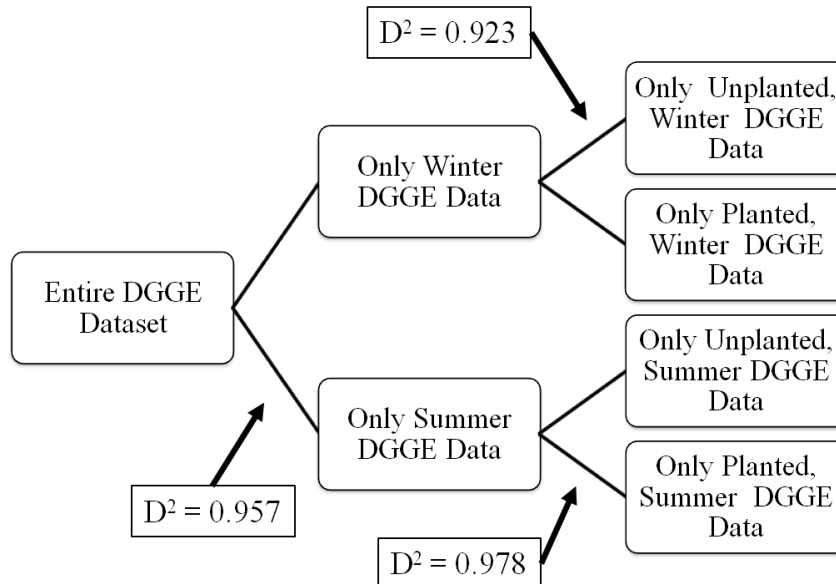 D² = 0.923
Only Unplanted,
Winter DGGE
Data
Only Winter
DGGE Data
Only Planted,
Winter DGGE
Data
Entire DGGE
Dataset
Only Unplanted,
Summer DGGE
Data
Only Summer
DGGE Data
Only Planted,
Summer DGGE
Data
D² = 0.957
D² = 0.978